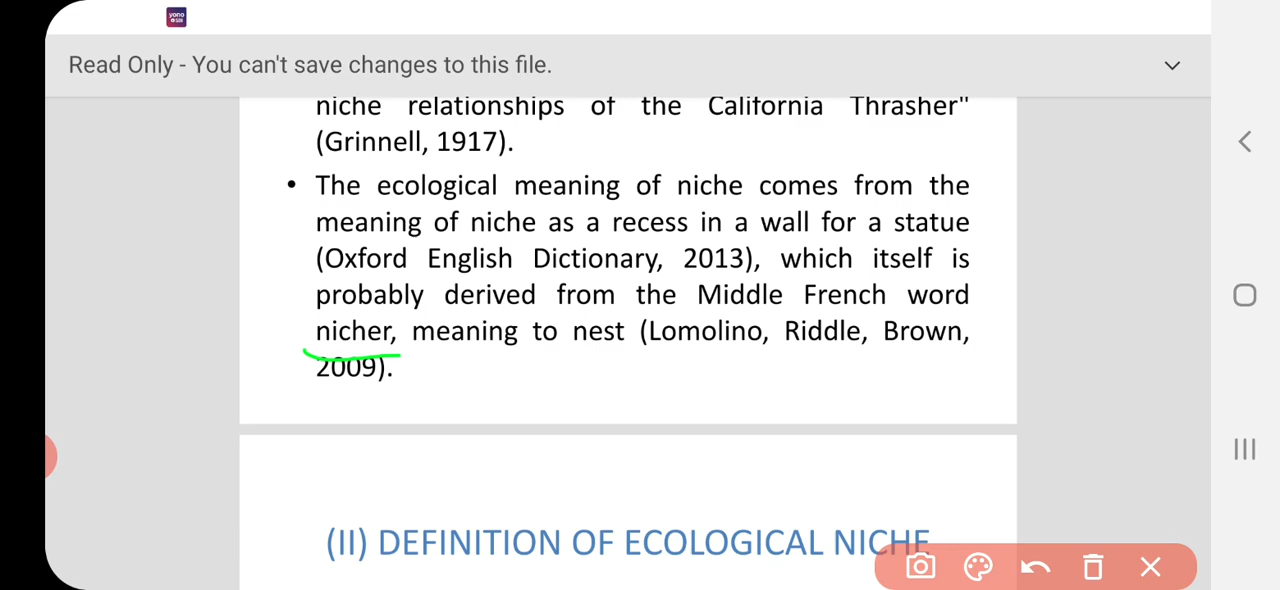 yono
SBI
Read Only - You can't save changes to this file.
niche relationships of the California Thrasher"
(Grinnell, 1917).
• The ecological meaning of niche comes from the
meaning of niche as a recess in a wall for a statue
(Oxford English Dictionary, 2013), which itself is
probably derived from the Middle French word
nicher, meaning to nest (Lomolino, Riddle, Brown,
2009).
(II) DEFINITION OF ECOLOGICAL NICHE